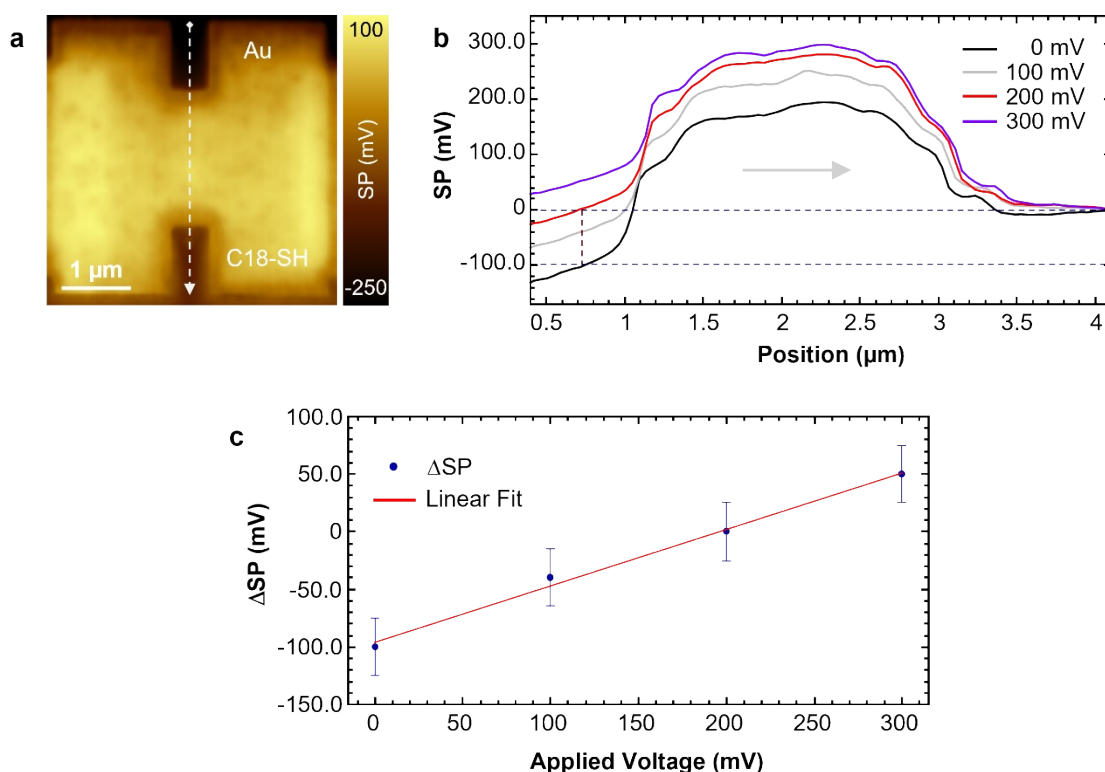 a
Au
C18-SH
1 µm
100
SP (mV)
-250
b
300.0
200.0
100.0
0
-100.0
SP (mV)
0 mV
100 mV
200 mV
300 mV
0.5 1 1.5 2 2.5 3 3.5 4
Position (µm)
c
100.0
50.0
0
-50.0
-100.0
-150.0
ΔSP (mV)
ΔSP
Linear Fit
0 50 100 150 200 250 300
Applied Voltage (mV)